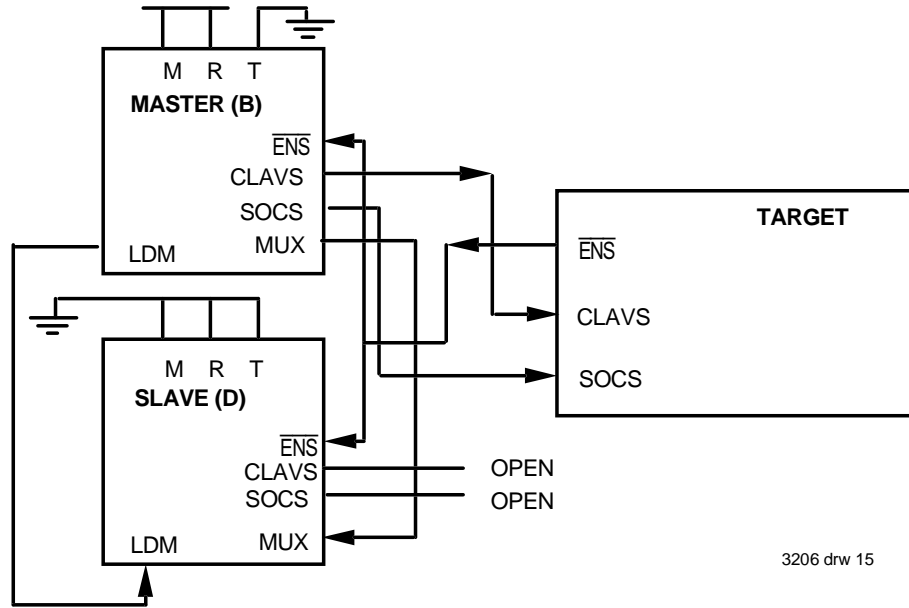 M R T
MASTER (B)
ENS
CLAVS
SOCS
LDM MUX
TARGET
ENS
CLAVS
SOCS
M R T
SLAVE (D)
ENS
CLAVS OPEN
SOCS OPEN
LDM MUX
3206 drw 15